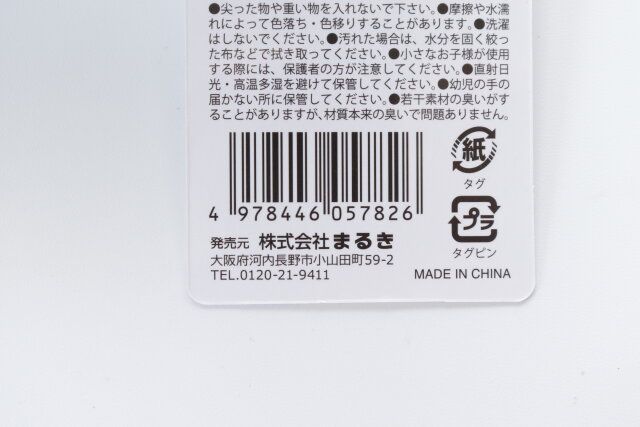 ●尖った物や重い物を入れないで下さい。●摩擦や水濡
れによって色落ち・色移りすることがあります。●洗濯
はしないでください。●汚れた場合は、水分を固く絞っ
た布などで拭き取ってください。●小さなお子様が使用
する際には、保護者の方が注意してください。●直射日
光・高温多湿を避けて保管してください。●幼児の手の
届かない所に保管してください。●若干素材の臭いがす
ることがありますが、材質本来の臭いで問題ありません。
紙
タグ
プラ
タグピン
4 978446 057826
発売元 株式会社まるき
大阪府河内長野市小山田町59-2
TEL.0120-21-9411
MADE IN CHINA